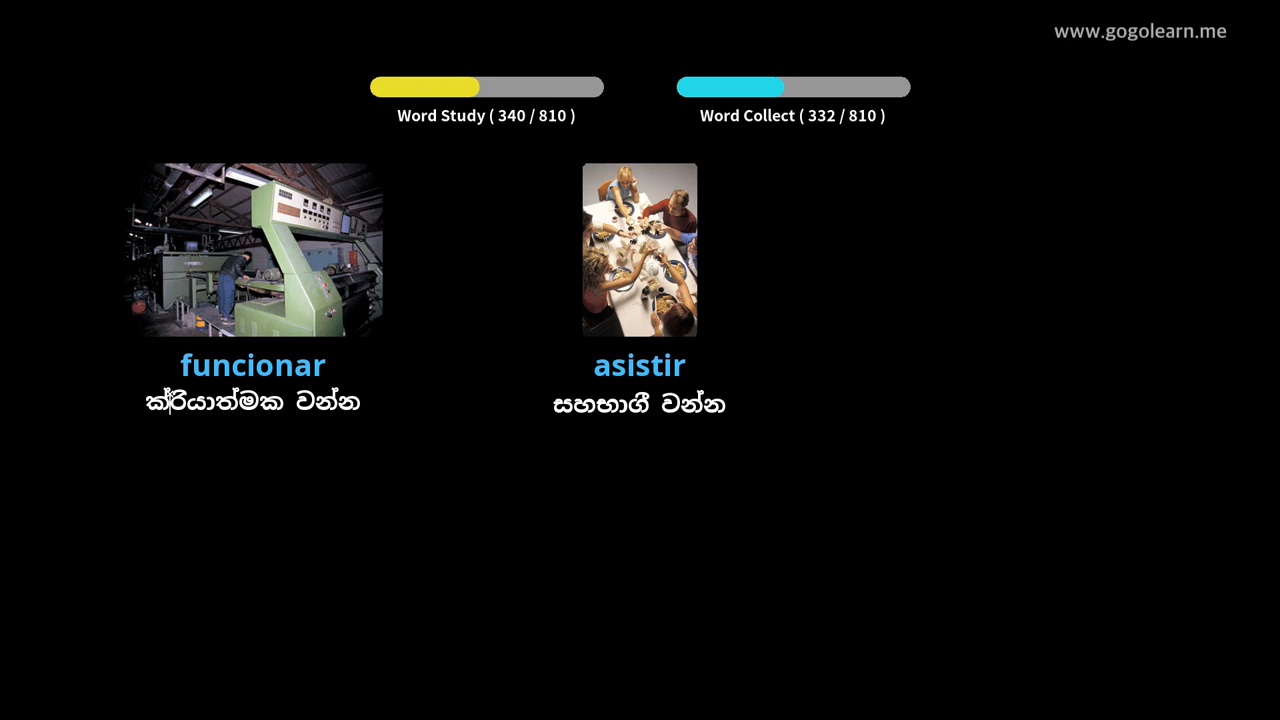 www.gogolearn.me
Word Study ( 340 / 810 )
Word Collect ( 332 / 810 )
funcionar
ක්‍රියාත්මක වන්න
asistir
සහභාගී වන්න